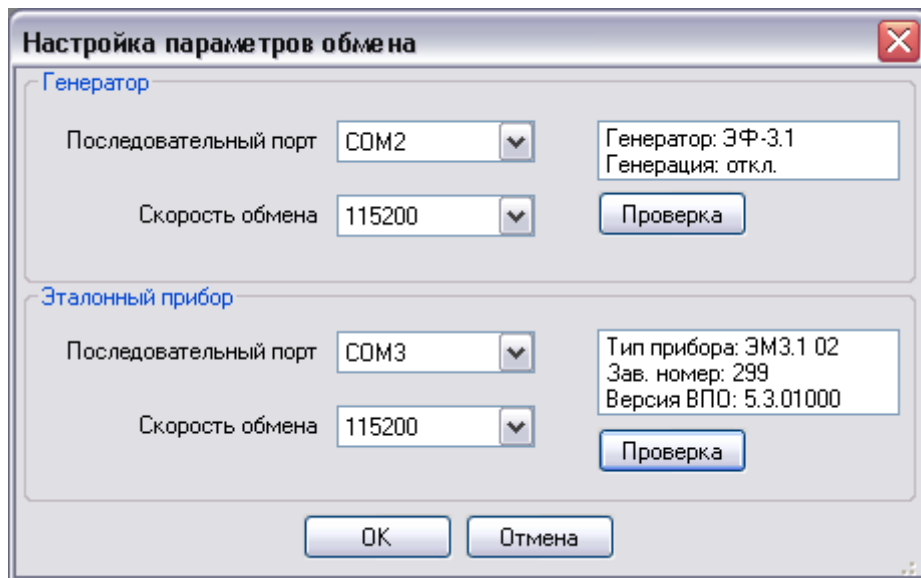 Настройка параметров обмена
Генератор
Последовательный порт COM2
Генератор: ЭФ-3.1
Генерация: откл.
Скорость обмена 115200
Проверка
Эталонный прибор
Последовательный порт COM3
Тип прибора: ЭМ3.1 02
Зав. номер: 299
Версия ВПО: 5.3.01000
Скорость обмена 115200
Проверка
OK Отмена